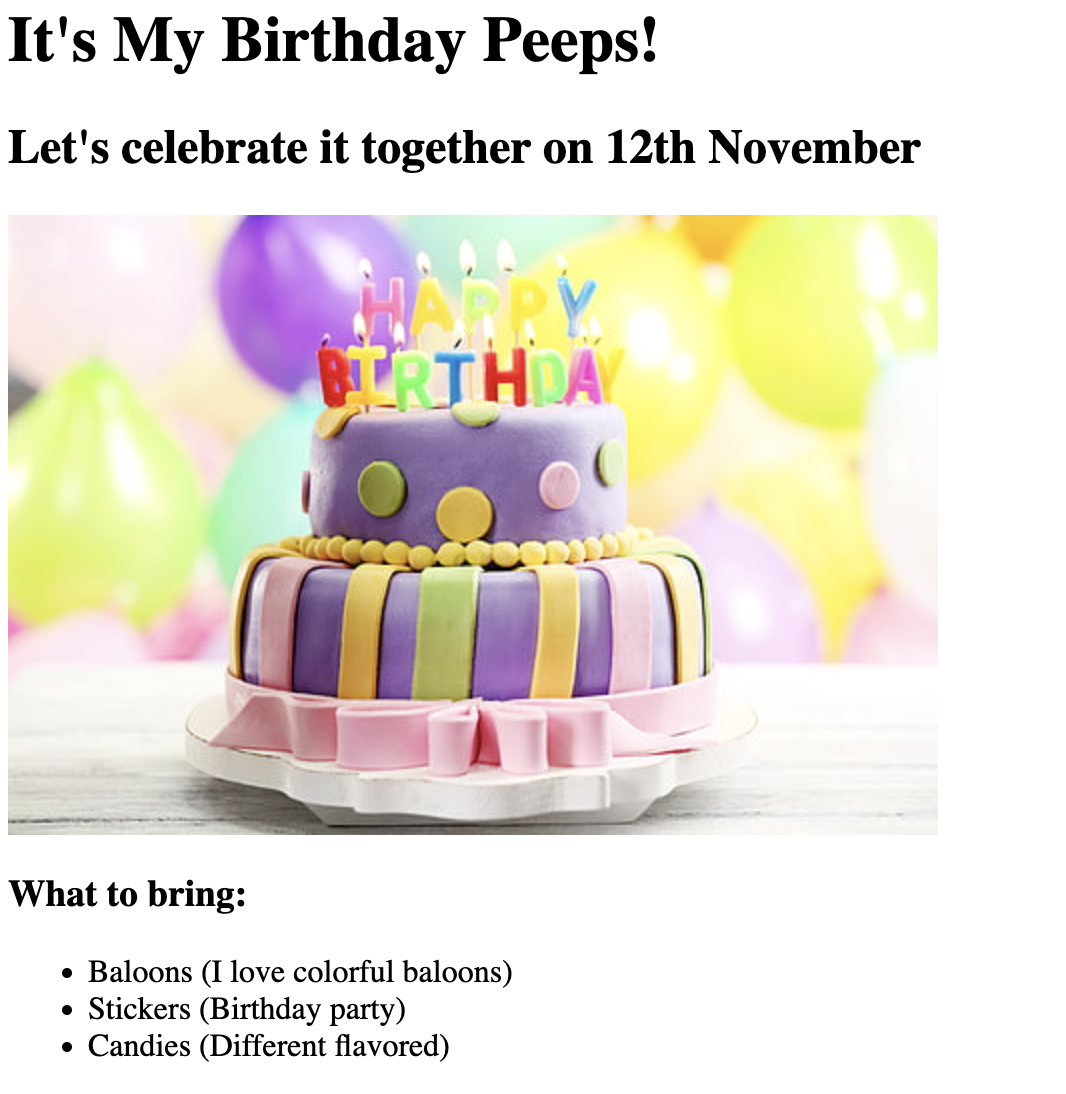 It's My Birthday Peeps!
Let's celebrate it together on 12th November
HAPPY
BIRTHDAY
What to bring:
Baloons (I love colorful baloons)
Stickers (Birthday party)
Candies (Different flavored)